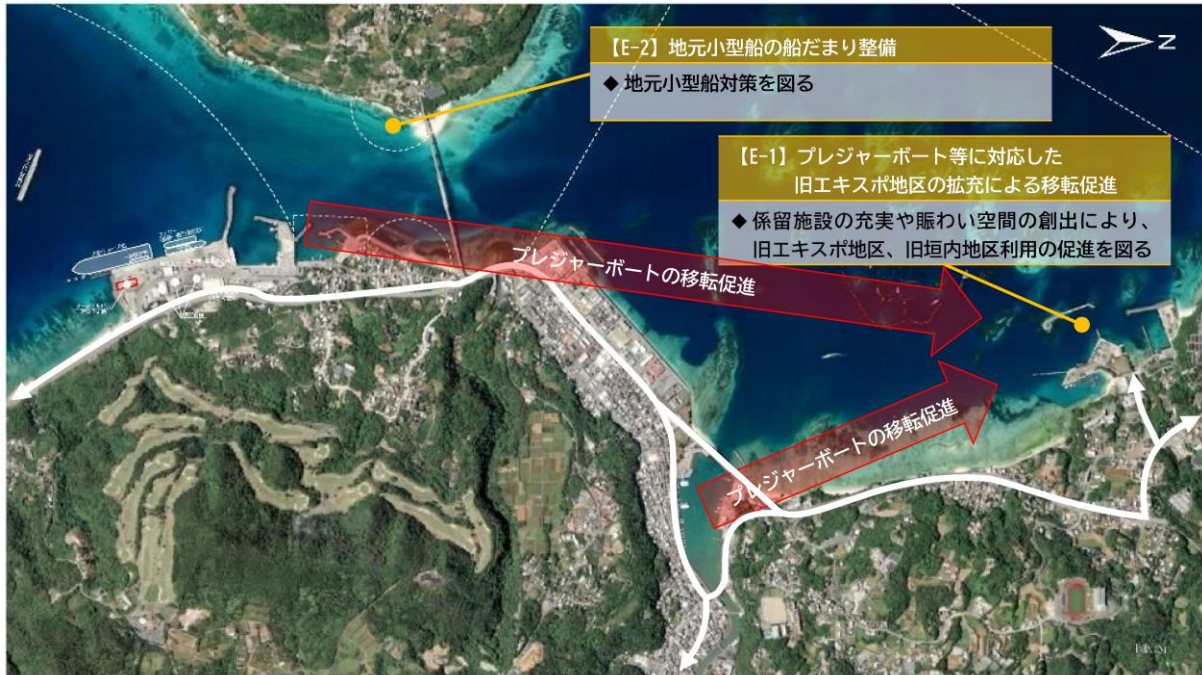 【E-2】地元小型船の船だまり整備
◆ 地元小型船対策を図る
N
【E-1】プレジャーボート等に対応した
旧エキスポ地区の拡充による移転促進
◆ 係留施設の充実や賑わい空間の創出により、
旧エキスポ地区、旧垣内地区利用の促進を図る
プレジャーボートの移転促進
プレジャーボートの移転促進